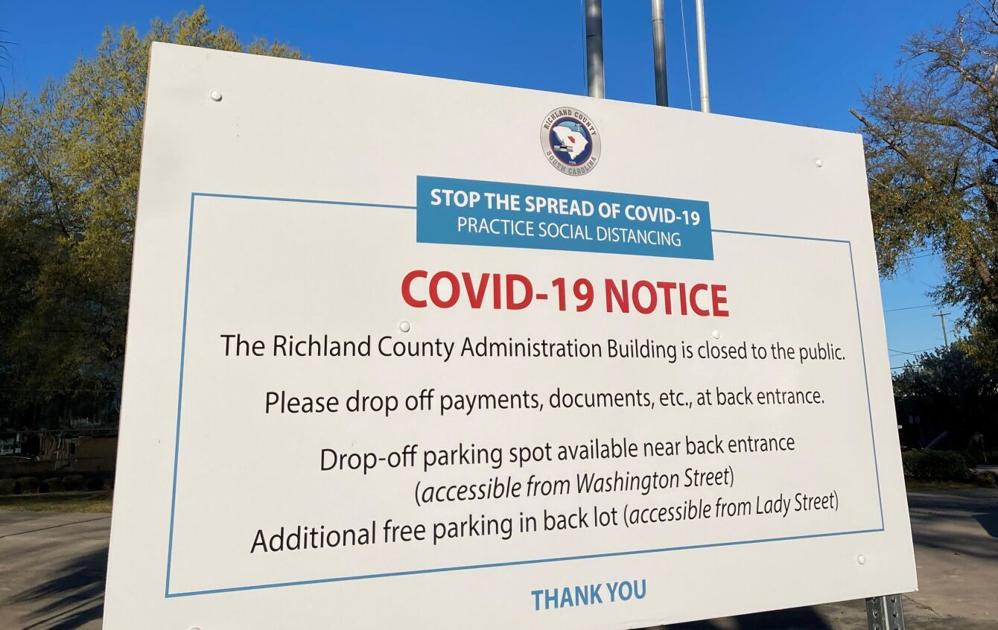 RICHLAND COUNTY
SOUTH CAROLINA
STOP THE SPREAD OF COVID-19
PRACTICE SOCIAL DISTANCING
COVID-19 NOTICE
The Richland County Administration Building is closed to the public.
Please drop off payments, documents, etc., at back entrance.
Drop-off parking spot available near back entrance
(accessible from Washington Street)
Additional free parking in back lot (accessible from Lady Street)
THANK YOU